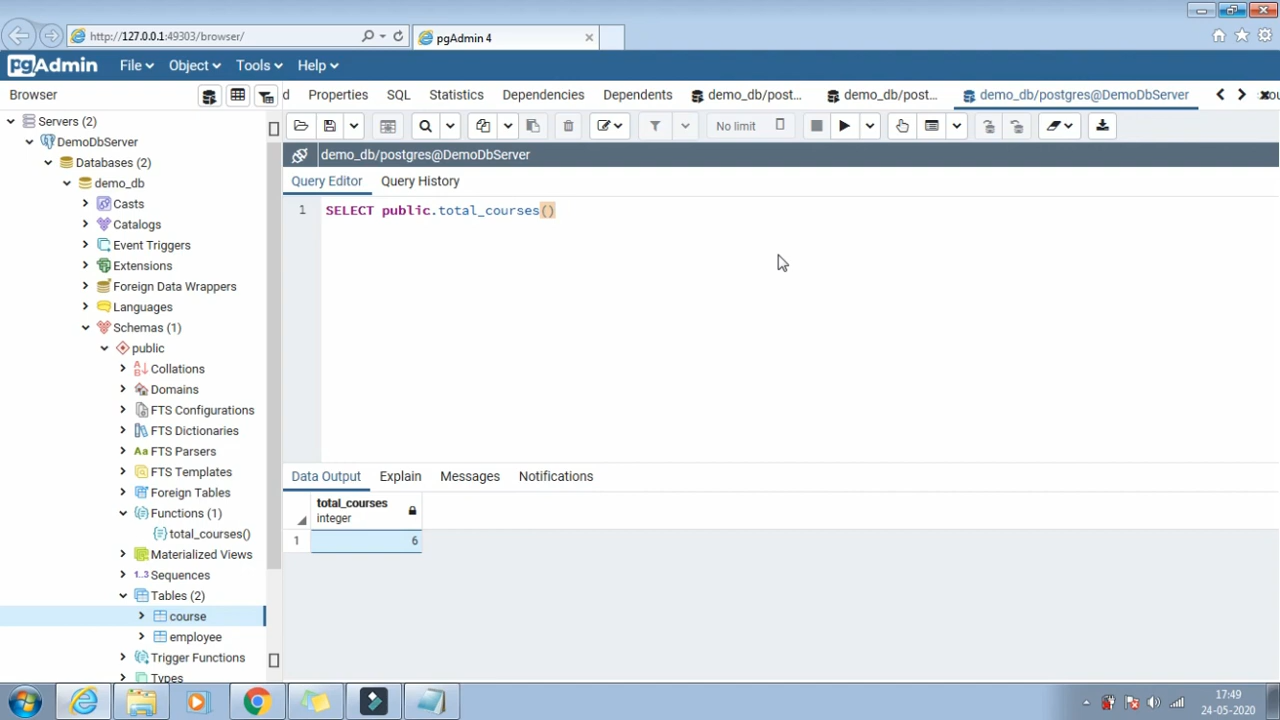 http://127.0.0.1:49303/browser/
pgAdmin 4
pgAdmin File Object Tools Help
Browser
d Properties SQL Statistics Dependencies Dependents demo_db/post... demo_db/post... demo_db/postgres@DemoDbServer
No limit
Servers (2)
DemoDbServer
Databases (2)
demo_db
Casts
Catalogs
Event Triggers
Extensions
Foreign Data Wrappers
Languages
Schemas (1)
public
Collations
Domains
FTS Configurations
FTS Dictionaries
Aa FTS Parsers
FTS Templates
Foreign Tables
Functions (1)
total_courses()
Materialized Views
1..3 Sequences
Tables (2)
course
employee
Trigger Functions
Types
demo_db/postgres@DemoDbServer
Query Editor Query History
1 SELECT public.total_courses()
Data Output Explain Messages Notifications
total_courses
integer
1 6
17:49
24-05-2020